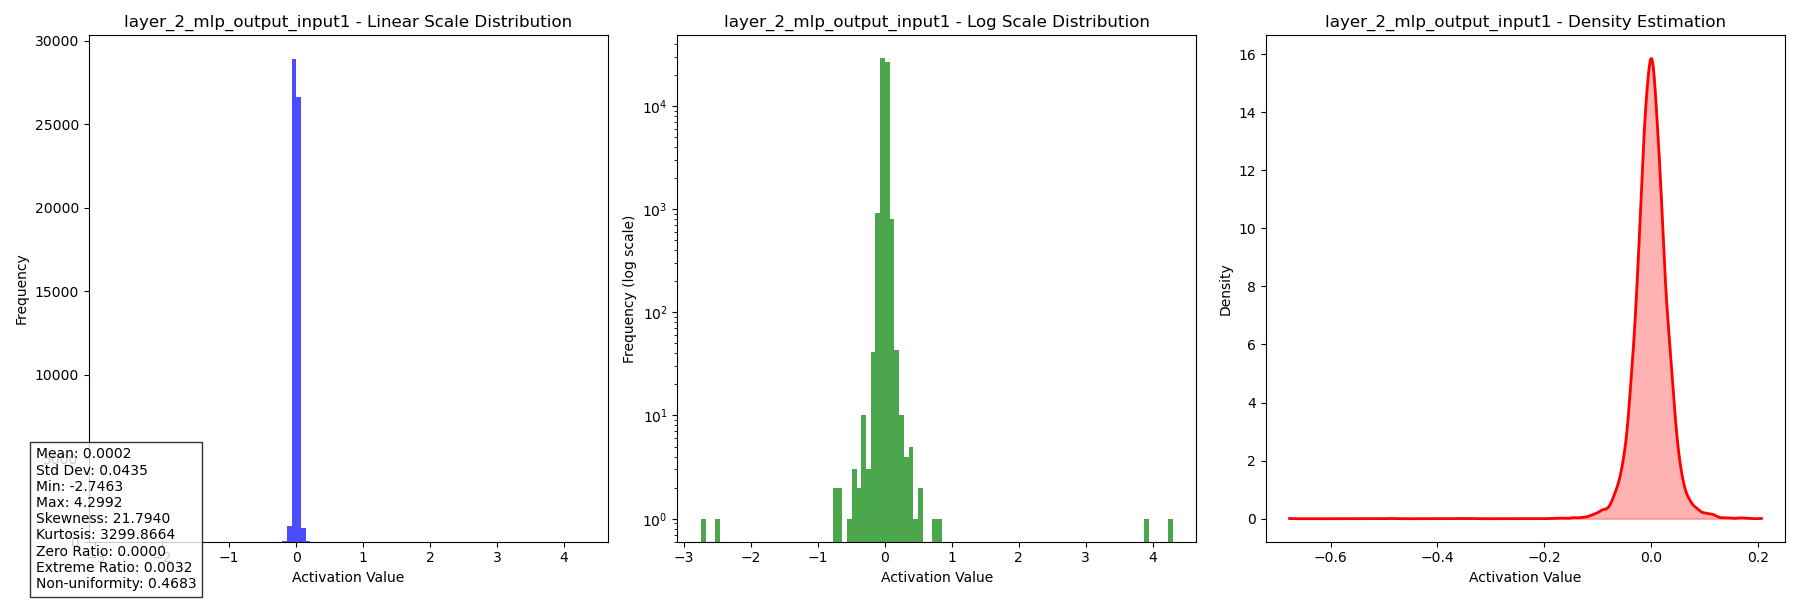 layer_2_mlp_output_input1 - Linear Scale Distribution
30000
25000
20000
15000
10000
5000
0
Frequency
−3 −2 −1 0 1 2 3 4
Activation Value
Mean: 0.0002
Std Dev: 0.0435
Min: -2.7463
Max: 4.2992
Skewness: 21.7940
Kurtosis: 3299.8664
Zero Ratio: 0.0000
Extreme Ratio: 0.0032
Non-uniformity: 0.4683
layer_2_mlp_output_input1 - Log Scale Distribution
10^4
10^3
10^2
10^1
10^0
Frequency (log scale)
−3 −2 −1 0 1 2 3 4
Activation Value
layer_2_mlp_output_input1 - Density Estimation
16
14
12
10
8
6
4
2
0
Density
−0.6 −0.4 −0.2 0.0 0.2
Activation Value